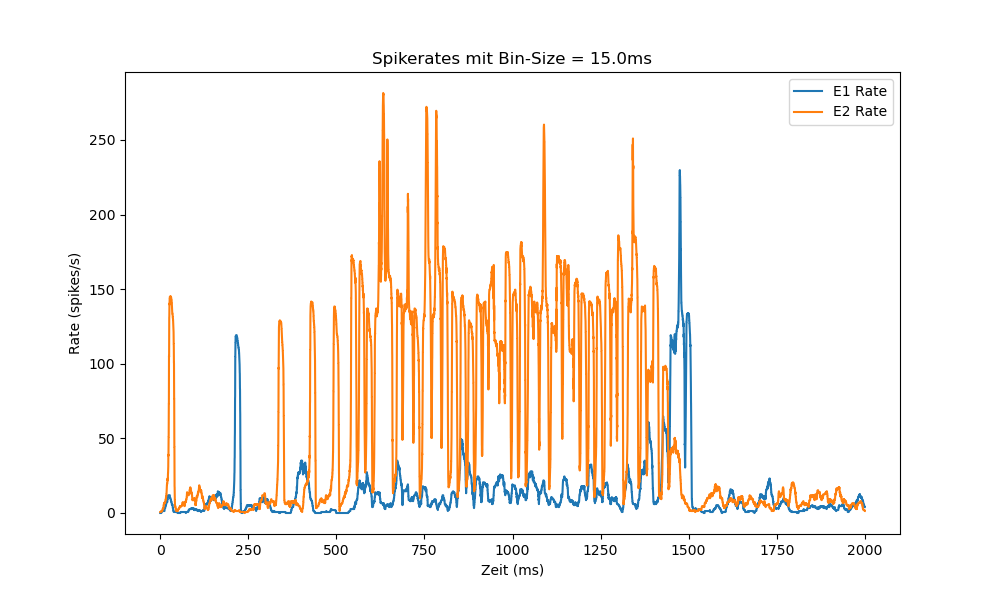 Spikerates mit Bin-Size = 15.0ms
E1 Rate
E2 Rate
Rate (spikes/s)
250
200
150
100
50
0
0 250 500 750 1000 1250 1500 1750 2000
Zeit (ms)